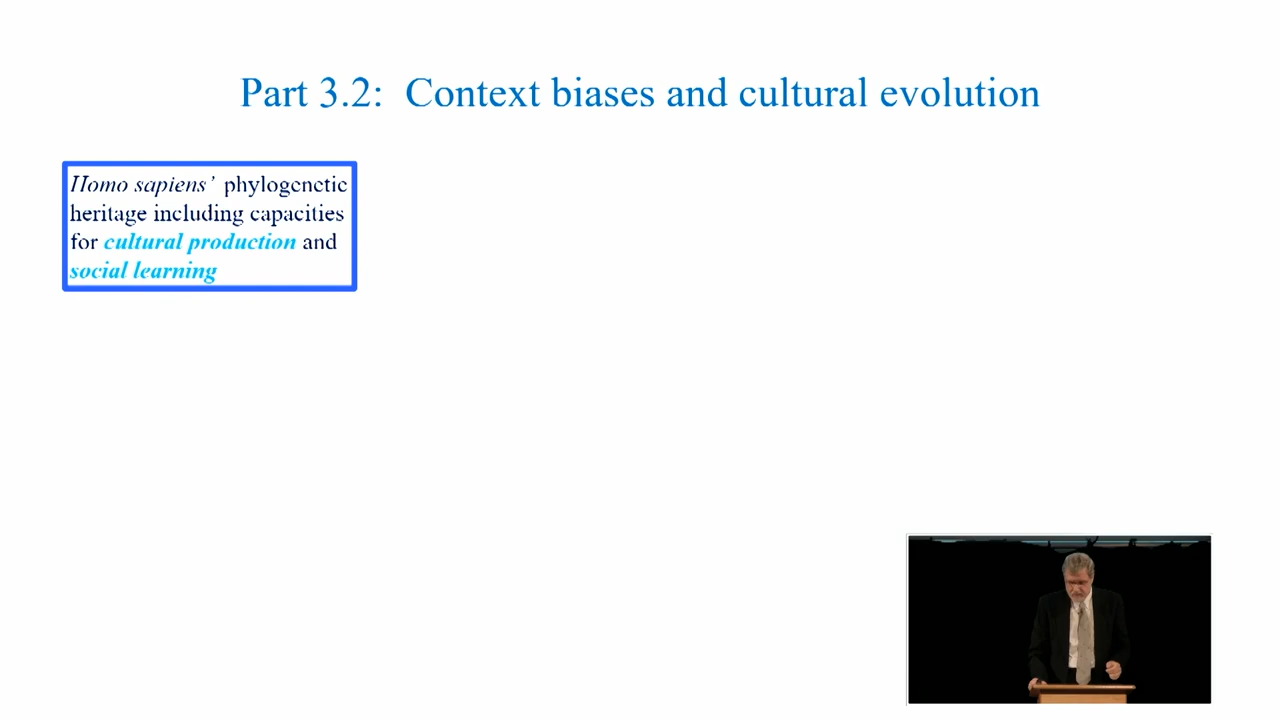 Part 3.2: Context biases and cultural evolution
Homo sapiens' phylogenetic
heritage including capacities
for cultural production and
social learning